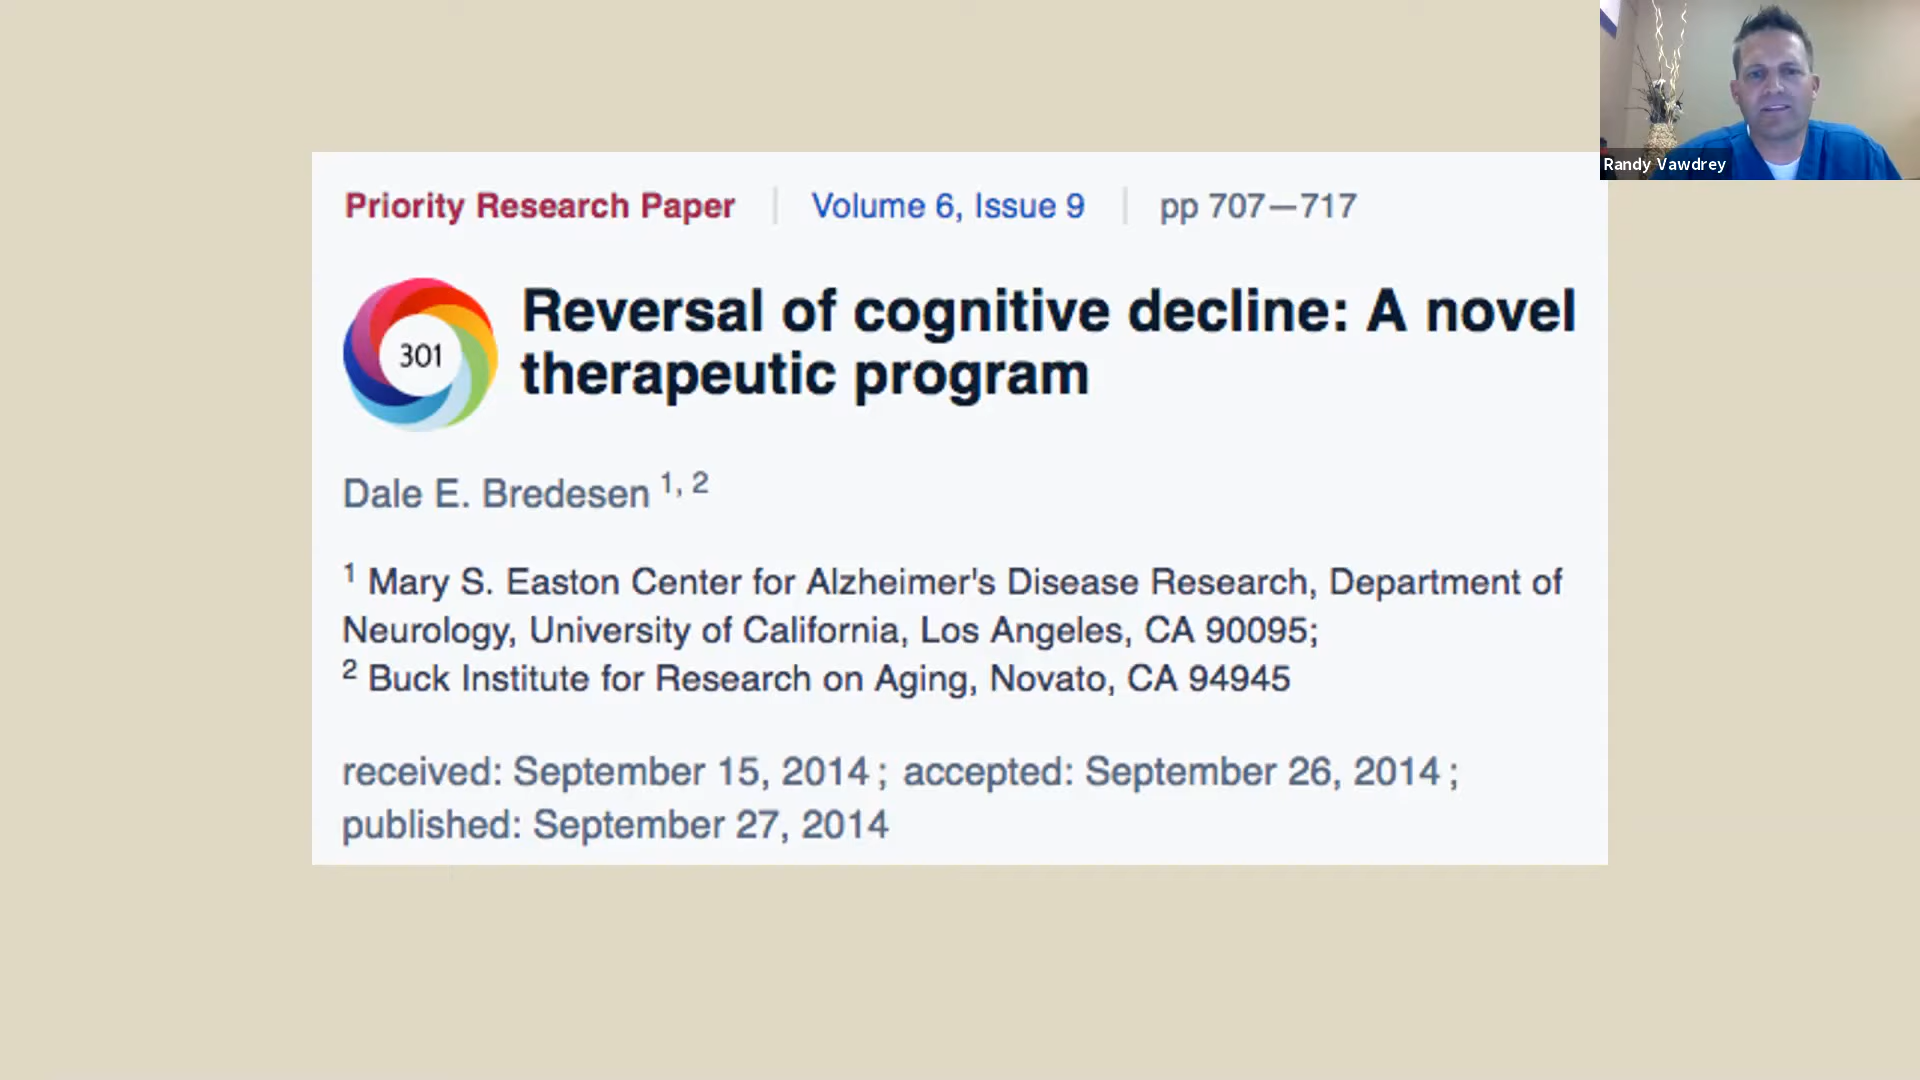 Randy Vawdrey
Priority Research Paper | Volume 6, Issue 9 | pp 707—717
301
Reversal of cognitive decline: A novel
therapeutic program
Dale E. Bredesen 1, 2
1 Mary S. Easton Center for Alzheimer's Disease Research, Department of
Neurology, University of California, Los Angeles, CA 90095;
2 Buck Institute for Research on Aging, Novato, CA 94945
received: September 15, 2014 ; accepted: September 26, 2014 ;
published: September 27, 2014